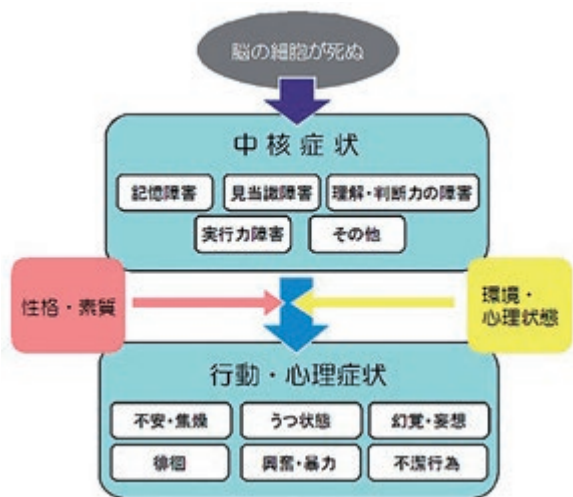 脳の細胞が死ぬ
中核症状
記憶障害
見当識障害
理解・判断力の障害
実行力障害
その他
性格・素質
環境・
心理状態
行動・心理症状
不安・焦燥
うつ状態
幻覚・妄想
徘徊
興奮・暴力
不潔行為